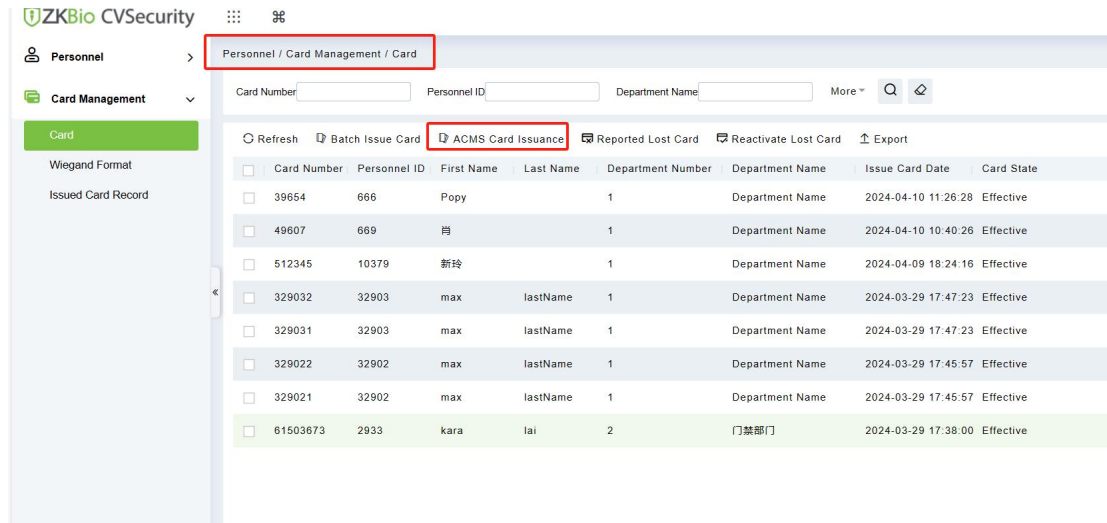 ZKBio CVSecurity
Personnel
Personnel / Card Management / Card
Card Number Personnel ID Department Name More
Card Management
Card
Wiegand Format
Issued Card Record
Refresh Batch Issue Card ACMS Card Issuance Reported Lost Card Reactivate Lost Card Export
Card Number Personnel ID First Name Last Name Department Number Department Name Issue Card Date Card State
39654 666 Popy 1 Department Name 2024-04-10 11:26:28 Effective
49607 669 肖 1 Department Name 2024-04-10 10:40:26 Effective
512345 10379 新玲 1 Department Name 2024-04-09 18:24:16 Effective
329032 32903 max lastName 1 Department Name 2024-03-29 17:47:23 Effective
329031 32903 max lastName 1 Department Name 2024-03-29 17:47:23 Effective
329022 32902 max lastName 1 Department Name 2024-03-29 17:45:57 Effective
329021 32902 max lastName 1 Department Name 2024-03-29 17:45:57 Effective
61503673 2933 kara lai 2 门禁部门 2024-03-29 17:38:00 Effective